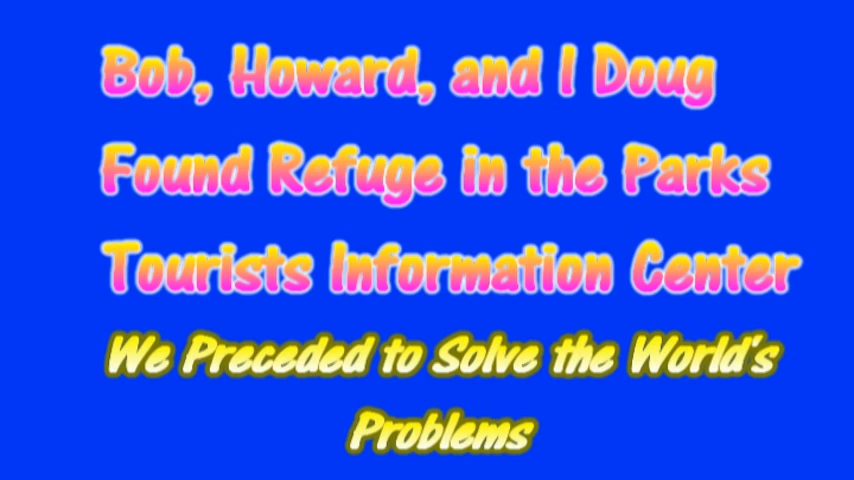 Bob, Howard, and I Doug
Found Refuge in the Parks
Tourists Information Center
We Preceded to Solve the World's
Problems